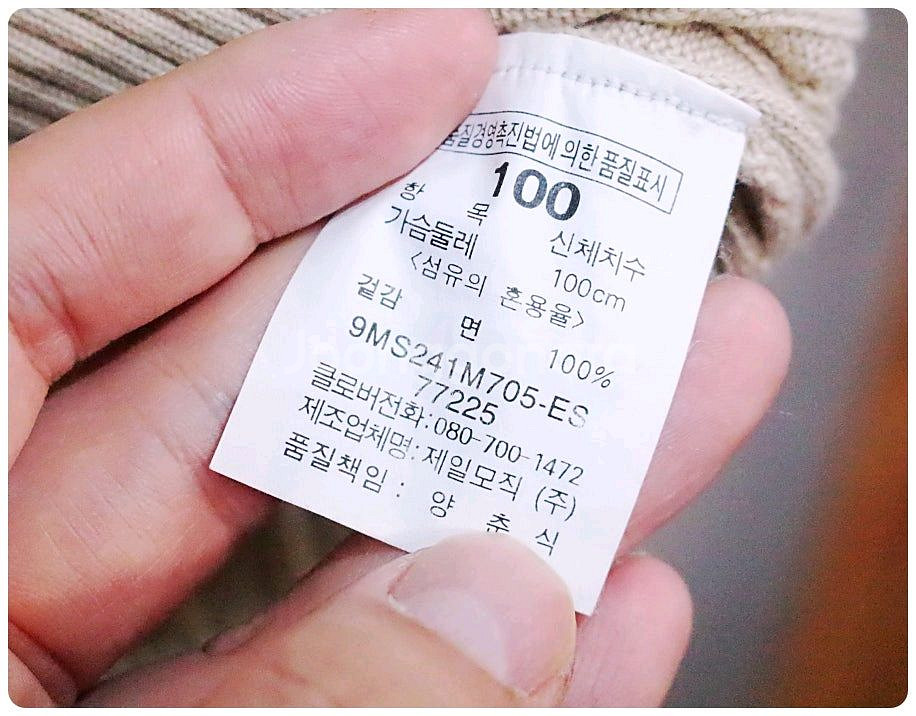 품질경영촉진법에 의한 품질표시
100
항 목 신체치수
가슴둘레 100cm
<섬유의 혼용율>
겉감 면 100%
9MS241M705-ES
77225
클로버전화:080-700-1472
제조업체명: 제일모직 (주)
품질책임 : 양 춘 식